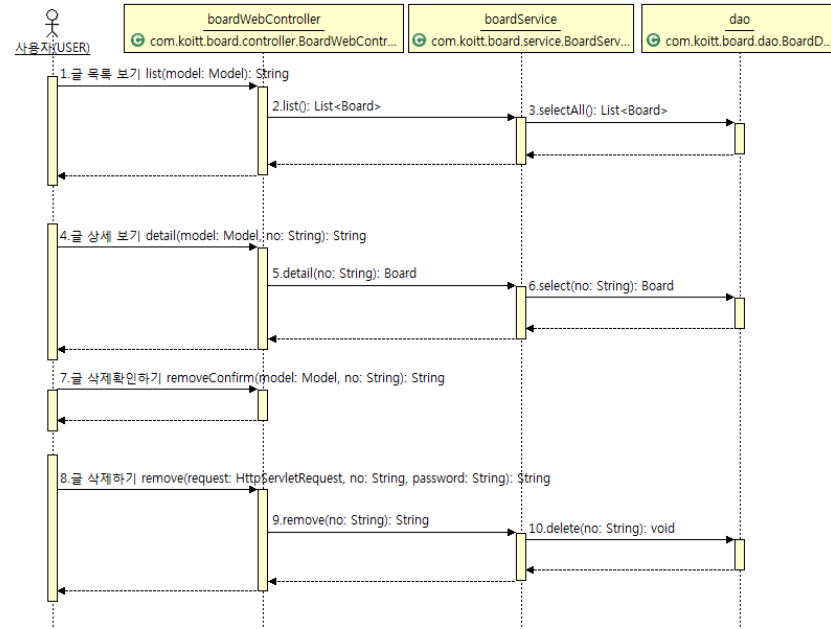 boardWebController
boardService
dao
사용자(USER)
com.koitt.board.controller.BoardWebContr...
com.koitt.board.service.BoardServ...
com.koitt.board.dao.BoardD...
1.글 목록 보기 list(model: Model): String
2.list(): List<Board>
3.selectAll(): List<Board>
4.글 상세 보기 detail(model: Model, no: String): String
5.detail(no: String): Board
6.select(no: String): Board
7.글 삭제확인하기 removeConfirm(model: Model, no: String): String
8.글 삭제하기 remove(request: HttpServletRequest, no: String, password: String): String
9.remove(no: String): String
10.delete(no: String): void